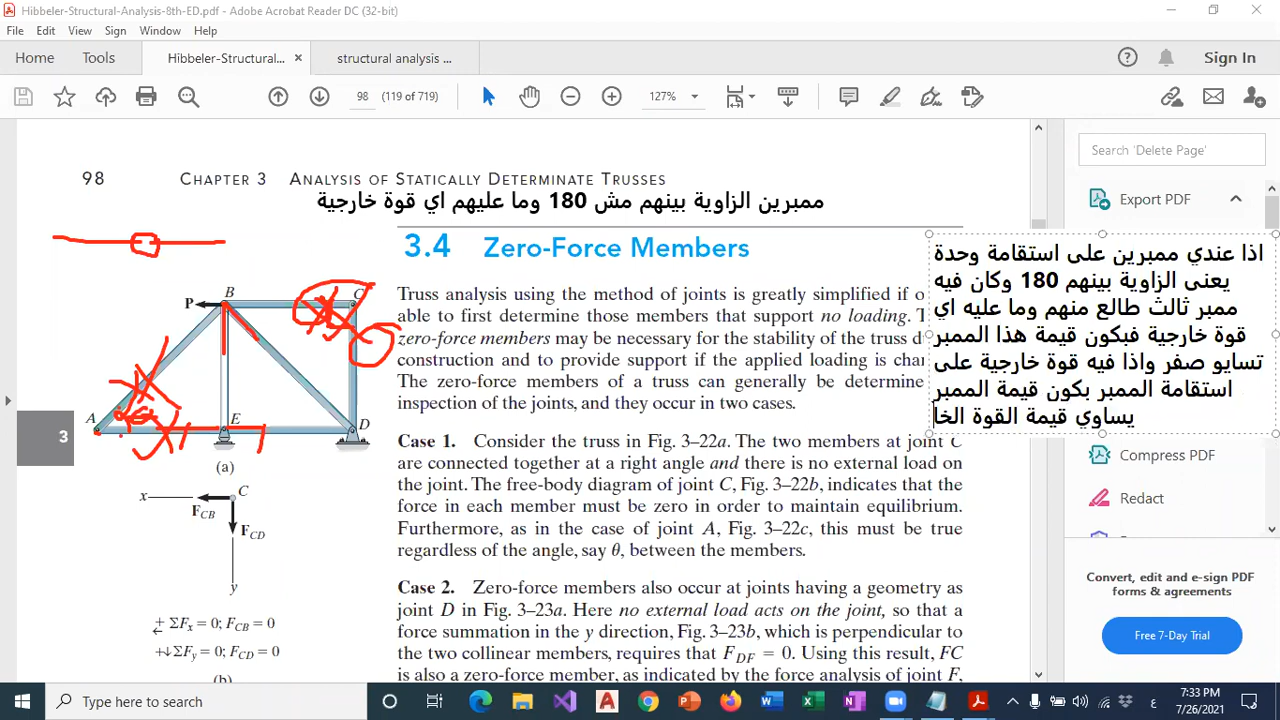 Hibbeler-Structural-Analysis-8th-ED.pdf - Adobe Acrobat Reader DC (32-bit)
File Edit View Sign Window Help
Home Tools Hibbeler-Structural... × structural analysis ... Sign In
98 (119 of 719) 127%
98 CHAPTER 3 ANALYSIS OF STATICALLY DETERMINATE TRUSSES
ممبرين الزاوية بينهم مش 180 وما عليهم اي قوة خارجية
3.4 Zero-Force Members
Truss analysis using the method of joints is greatly simplified if o
able to first determine those members that support no loading. T
zero-force members may be necessary for the stability of the truss d
construction and to provide support if the applied loading is cha
The zero-force members of a truss can generally be determine
inspection of the joints, and they occur in two cases.
Case 1. Consider the truss in Fig. 3–22a. The two members at joint C
are connected together at a right angle and there is no external load on
the joint. The free-body diagram of joint C, Fig. 3–22b, indicates that the
force in each member must be zero in order to maintain equilibrium.
Furthermore, as in the case of joint A, Fig. 3–22c, this must be true
regardless of the angle, say θ, between the members.
Case 2. Zero-force members also occur at joints having a geometry as
joint D in Fig. 3–23a. Here no external load acts on the joint, so that a
force summation in the y direction, Fig. 3–23b, which is perpendicular to
the two collinear members, requires that F_DF = 0. Using this result, FC
is also a zero-force member, as indicated by the force analysis of joint F,
B
P
C
A
E
D
3
(a)
x
C
F_CB
F_CD
y
ΣFx = 0; F_CB = 0
+↓ΣFy = 0; F_CD = 0
(b)
اذا عندي ممبرين على استقامة وحدة
يعنى الزاوية بينهم 180 وكان فيه
ممبر ثالث طالع منهم وما عليه اي
قوة خارجية فبكون قيمة هذا الممبر
تسايو صفر واذا فيه قوة خارجية على
استقامة الممبر بكون قيمة الممبر
يساوي قيمة القوة الخا
Search 'Delete Page'
Export PDF
Compress PDF
Redact
Convert, edit and e-sign PDF
forms & agreements
Free 7-Day Trial
Type here to search
ع
7:33 PM
7/26/2021